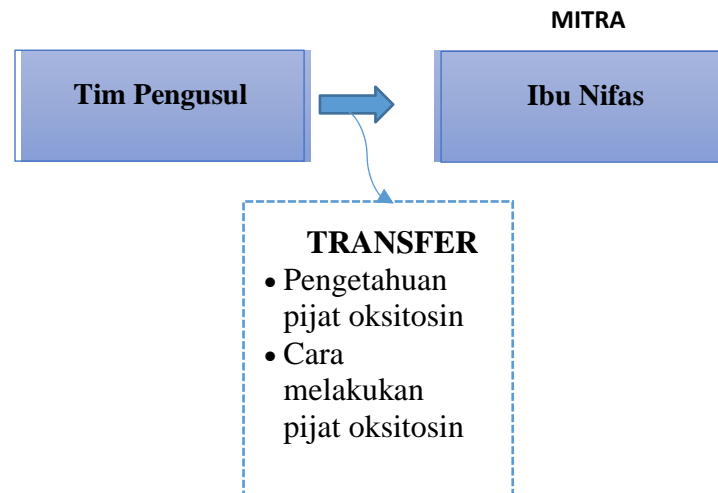 MITRA
Tim Pengusul
Ibu Nifas
TRANSFER
• Pengetahuan
pijat oksitosin
• Cara
melakukan
pijat oksitosin